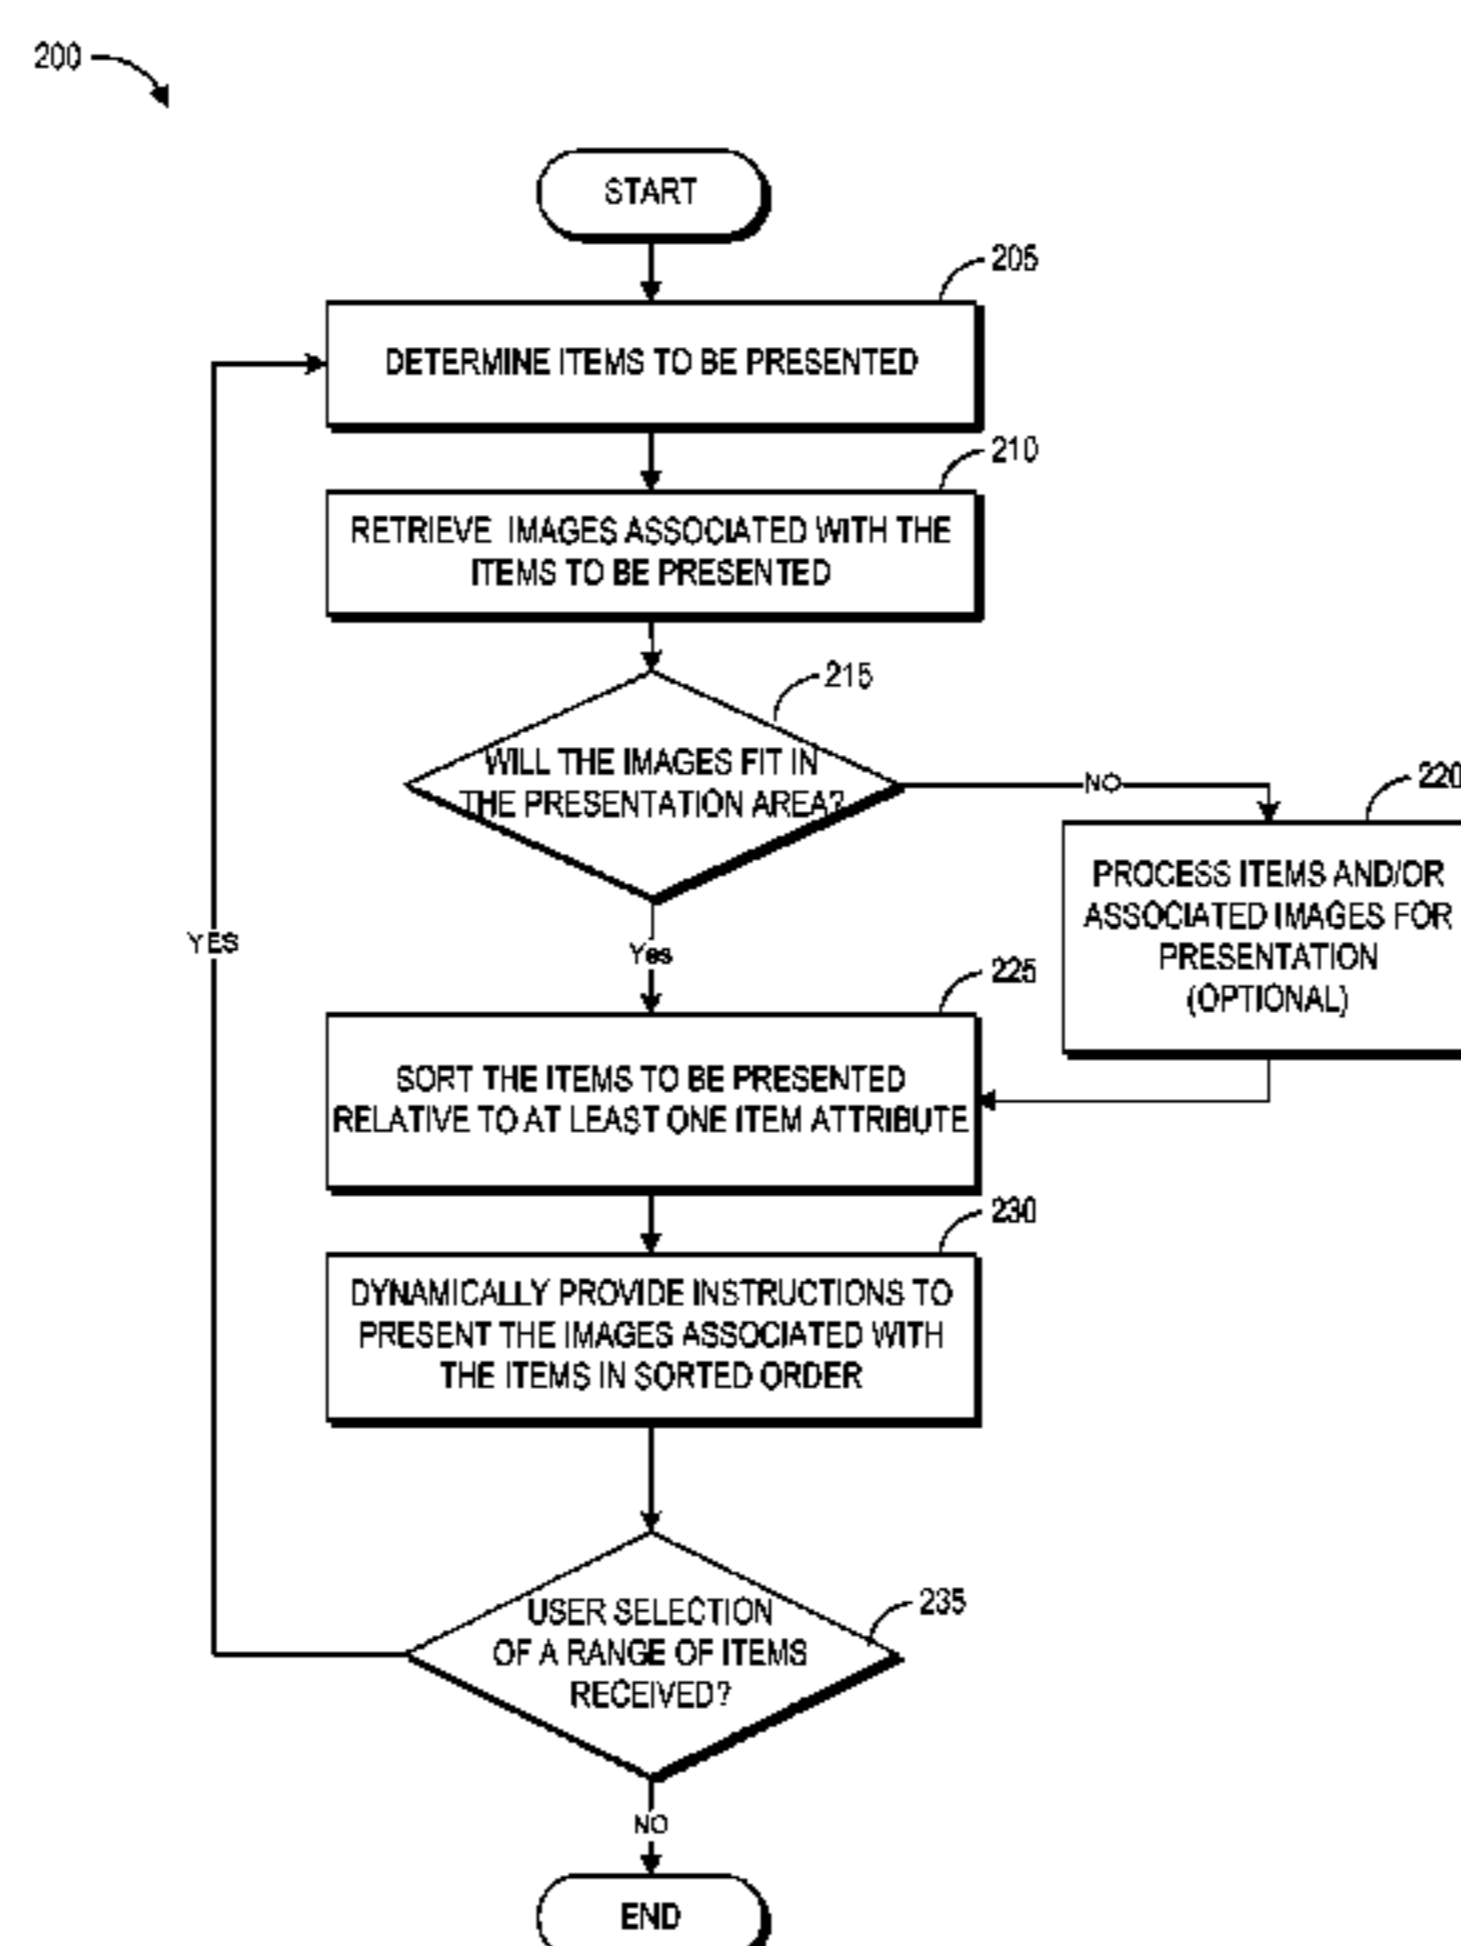 200
START
205
DETERMINE ITEMS TO BE PRESENTED
210
RETRIEVE IMAGES ASSOCIATED WITH THE
ITEMS TO BE PRESENTED
215
WILL THE IMAGES FIT IN
THE PRESENTATION AREA?
NO
220
PROCESS ITEMS AND/OR
ASSOCIATED IMAGES FOR
PRESENTATION
(OPTIONAL)
YES
Yes
225
SORT THE ITEMS TO BE PRESENTED
RELATIVE TO AT LEAST ONE ITEM ATTRIBUTE
230
DYNAMICALLY PROVIDE INSTRUCTIONS TO
PRESENT THE IMAGES ASSOCIATED WITH
THE ITEMS IN SORTED ORDER
235
USER SELECTION
OF A RANGE OF ITEMS
RECEIVED?
NO
END